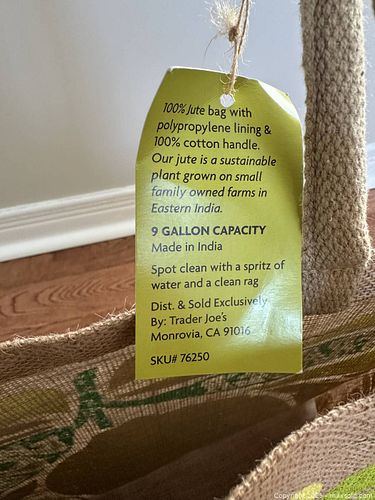 100% Jute bag with
polypropylene lining &
100% cotton handle.
Our jute is a sustainable
plant grown on small
family owned farms in
Eastern India.
9 GALLON CAPACITY
Made in India
Spot clean with a spritz of
water and a clean rag
Dist. & Sold Exclusively
By: Trader Joe's
Monrovia, CA 91016
SKU# 76250